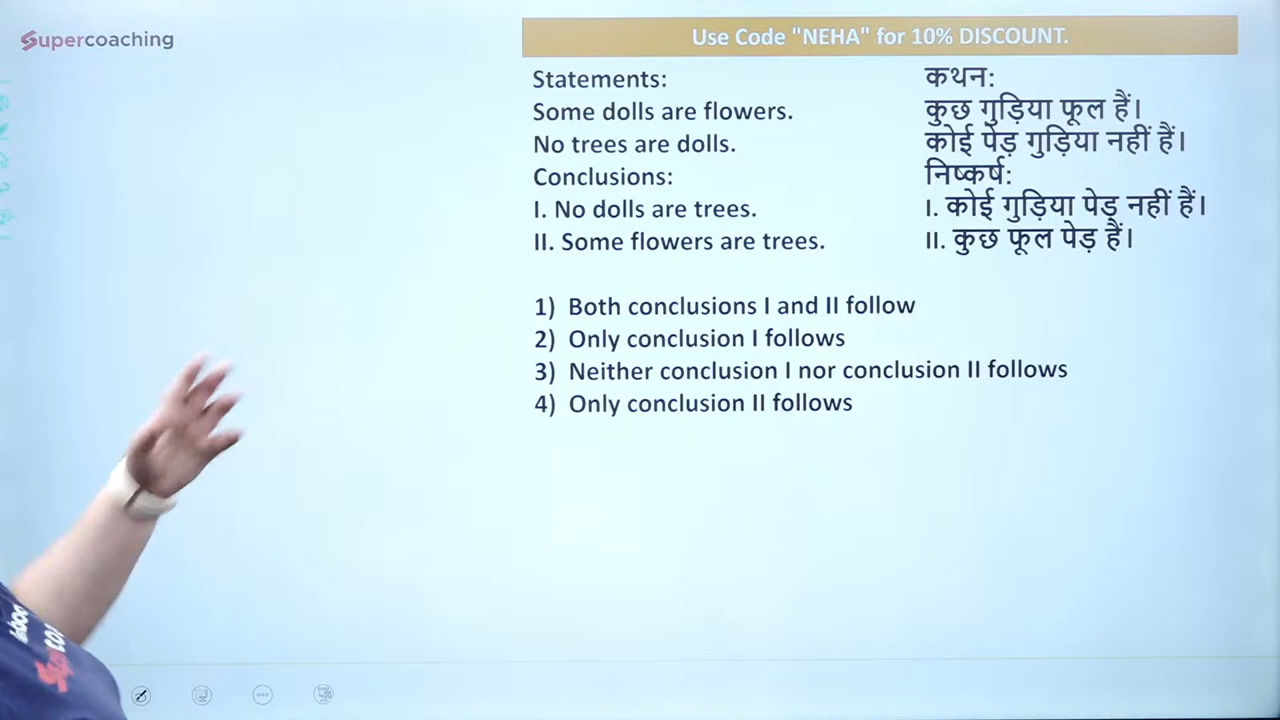 Supercoaching
Use Code "NEHA" for 10% DISCOUNT.
Statements:
Some dolls are flowers.
No trees are dolls.
Conclusions:
I. No dolls are trees.
II. Some flowers are trees.
कथन:
कुछ गुड़िया फूल हैं।
कोई पेड़ गुड़िया नहीं हैं।
निष्कर्ष:
I. कोई गुड़िया पेड़ नहीं हैं।
II. कुछ फूल पेड़ हैं।
1) Both conclusions I and II follow
2) Only conclusion I follows
3) Neither conclusion I nor conclusion II follows
4) Only conclusion II follows